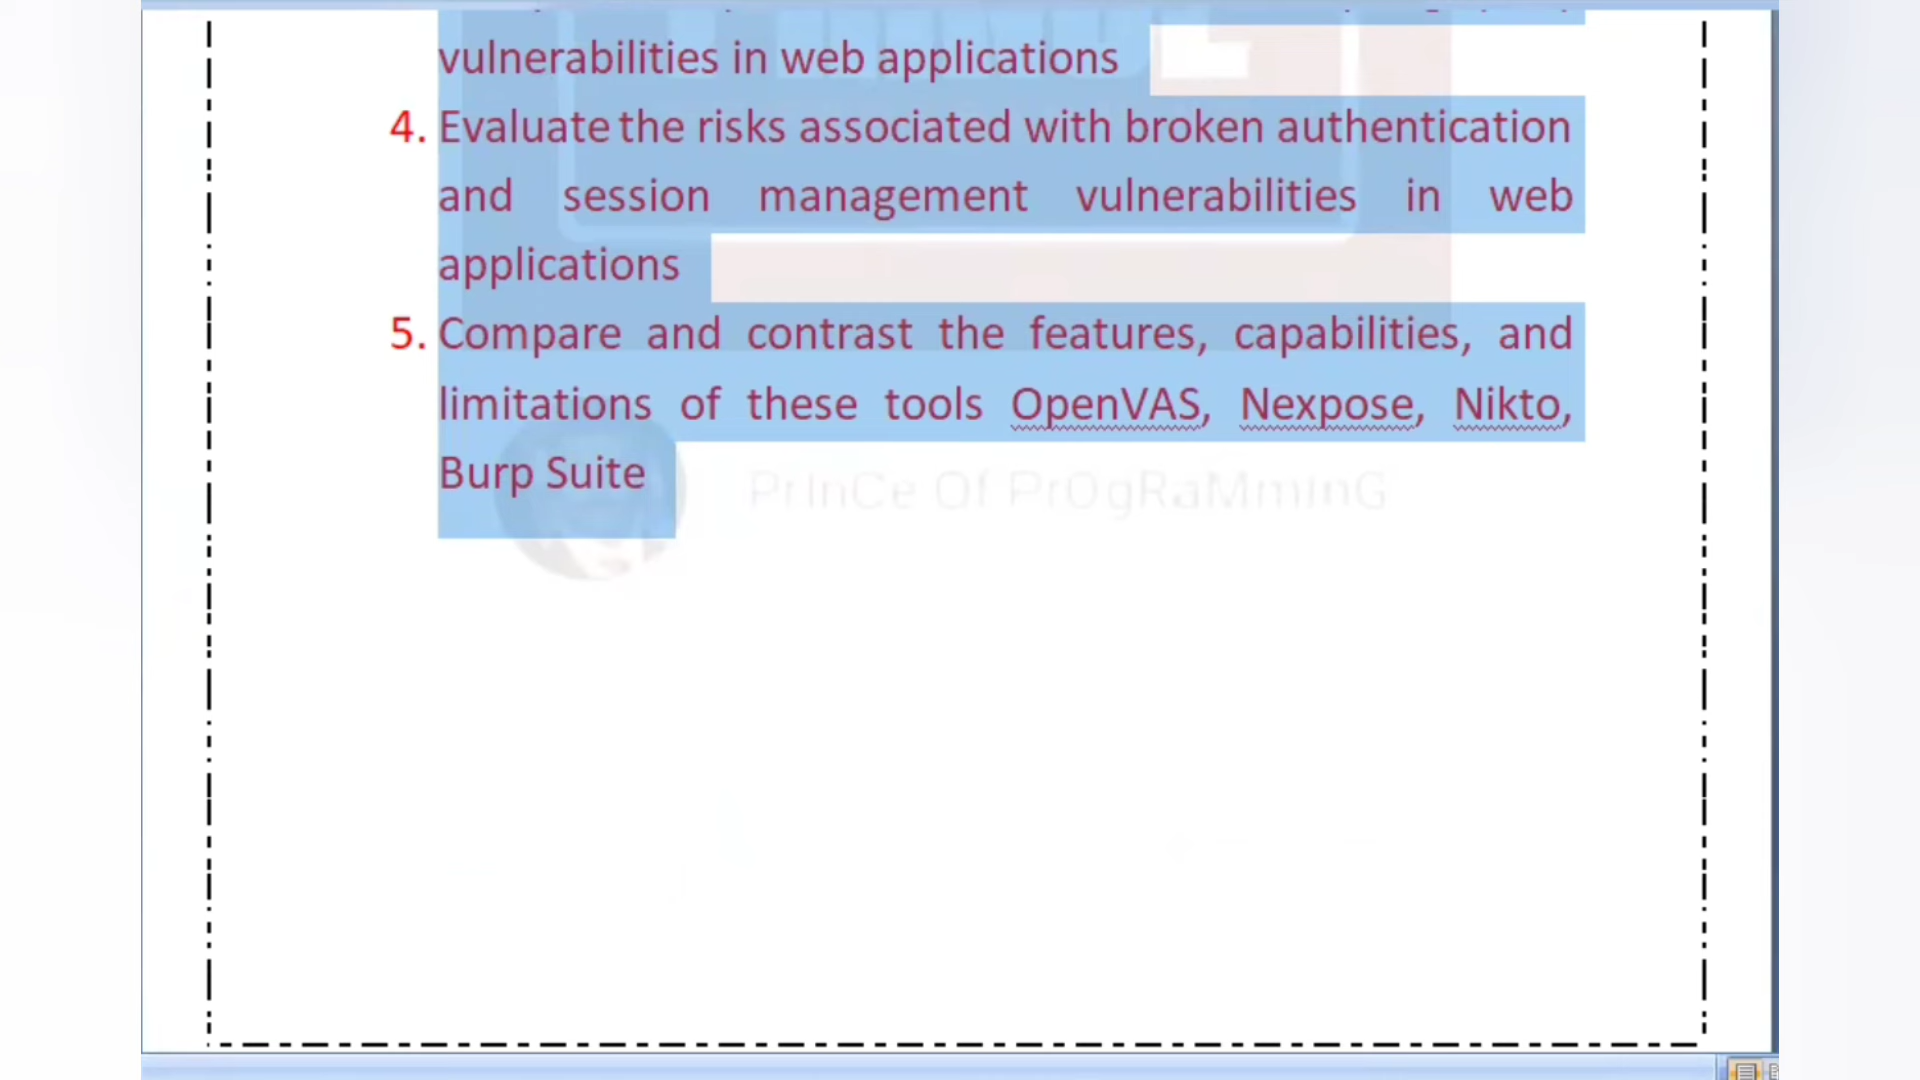 vulnerabilities in web applications
4. Evaluate the risks associated with broken authentication
and session management vulnerabilities in web
applications
5. Compare and contrast the features, capabilities, and
limitations of these tools OpenVAS, Nexpose, Nikto,
Burp Suite
PrInCe Of PrOgRaMmInG